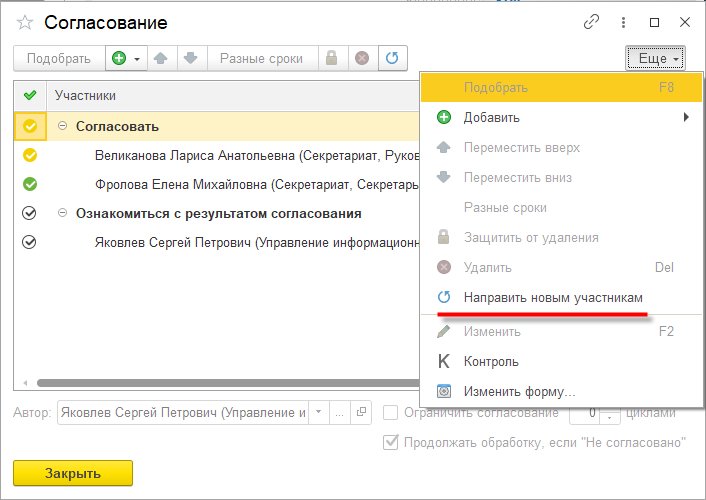 Согласование
Подобрать
Разные сроки
Еще
Участники
Согласовать
Великанова Лариса Анатольевна (Секретариат, Руков
Фролова Елена Михайловна (Секретариат, Секретарь
Ознакомиться с результатом согласования
Яковлев Сергей Петрович (Управление информационн
Подобрать F8
Добавить
Переместить вверх
Переместить вниз
Разные сроки
Защитить от удаления
Удалить Del
Направить новым участникам
Изменить F2
К Контроль
Изменить форму...
Автор: Яковлев Сергей Петрович (Управление и ... Ограничить согласование 0 циклами
Продолжать обработку, если "Не согласовано"
Закрыть